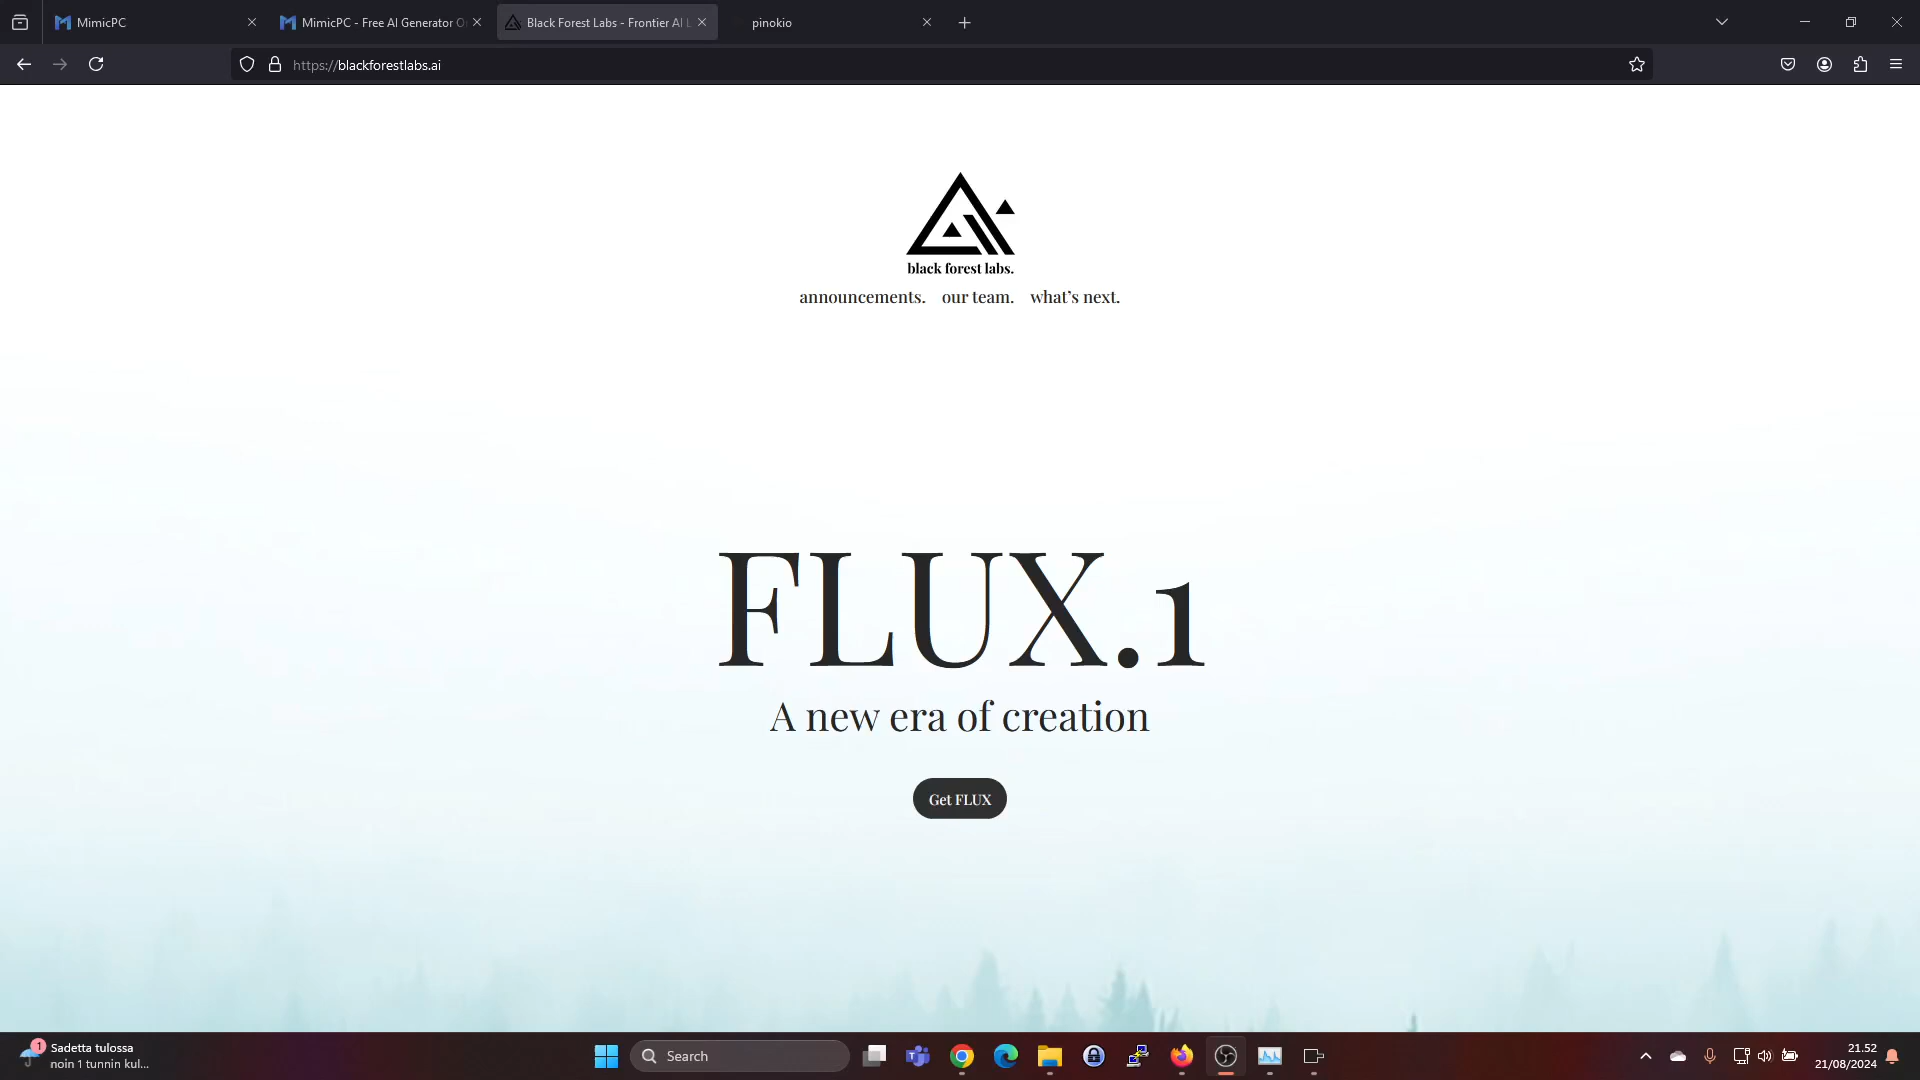 MimicPC
MimicPC - Free AI Generator O
Black Forest Labs - Frontier AI L
pinokio
https://blackforestlabs.ai
black forest labs.
announcements. our team. what’s next.
FLUX.1
A new era of creation
Get FLUX
1
Sadetta tulossa
noin 1 tunnin kul...
Search
21.52
21/08/2024